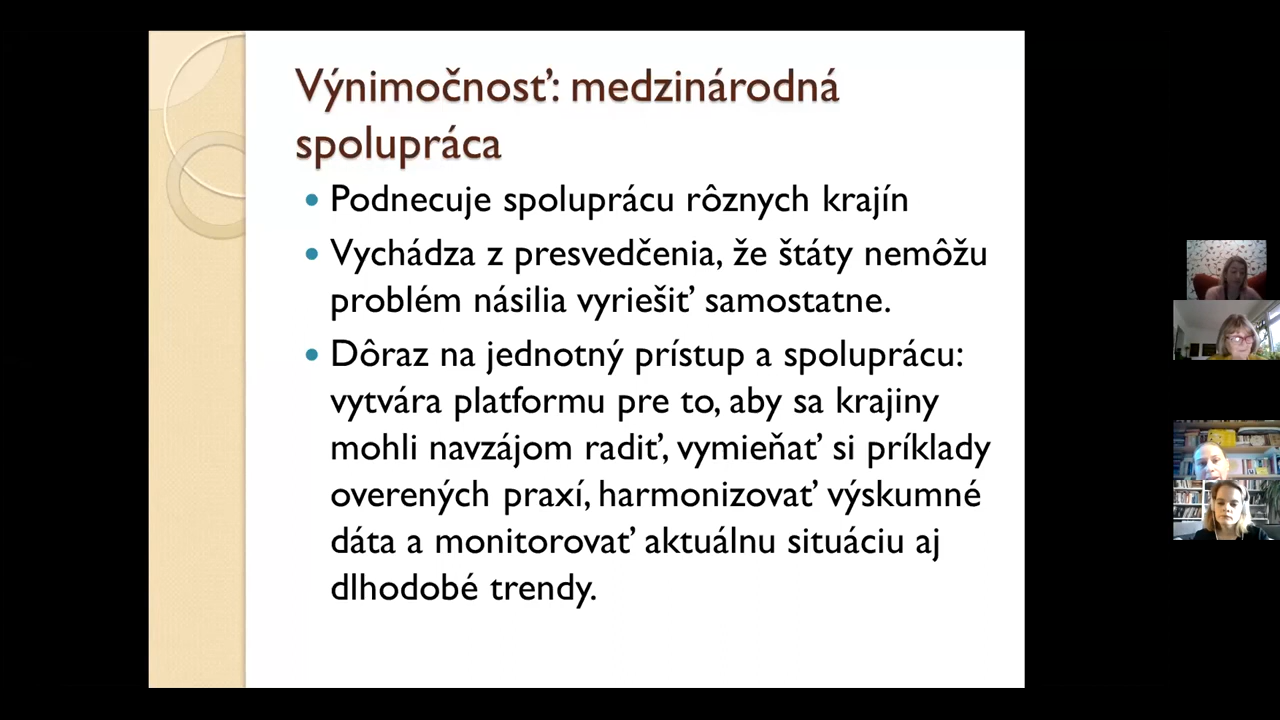 Výnimočnosť: medzinárodná
spolupráca
• Podnecuje spoluprácu rôznych krajín
• Vychádza z presvedčenia, že štáty nemôžu
problém násilia vyriešiť samostatne.
• Dôraz na jednotný prístup a spoluprácu:
vytvára platformu pre to, aby sa krajiny
mohli navzájom radiť, vymieňať si príklady
overených praxí, harmonizovať výskumné
dáta a monitorovať aktuálnu situáciu aj
dlhodobé trendy.